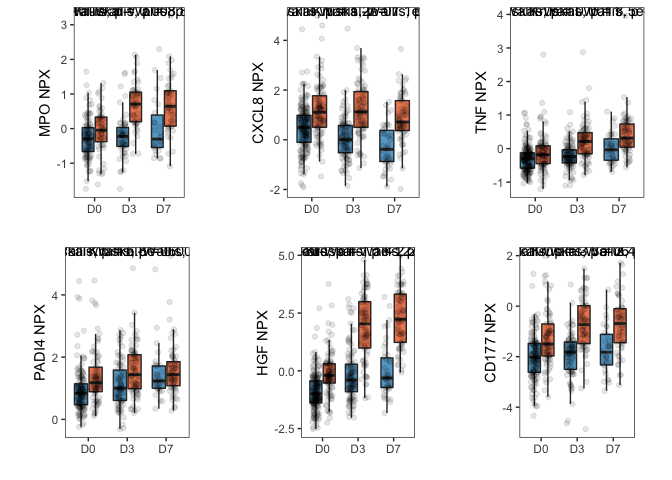 MPO NPX
3
2
1
0
-1
D0 D3 D7
CXCL8 NPX
4
2
0
-2
D0 D3 D7
TNF NPX
4
3
2
1
0
-1
D0 D3 D7
PADI4 NPX
4
2
0
D0 D3 D7
HGF NPX
5.0
2.5
0.0
-2.5
D0 D3 D7
CD177 NPX
2
0
-2
-4
D0 D3 D7